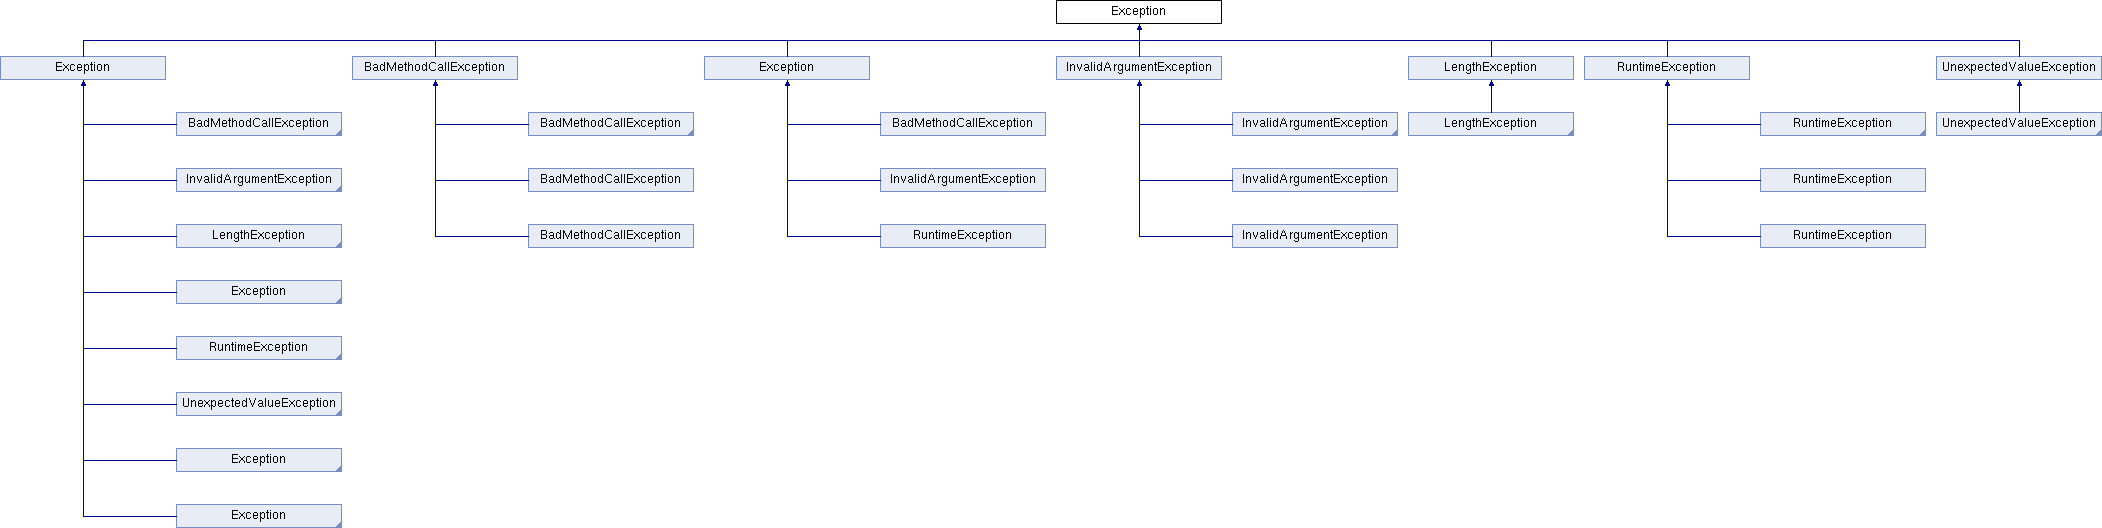 Exception
Exception BadMethodCallException Exception InvalidArgumentException LengthException RuntimeException UnexpectedValueException
BadMethodCallException BadMethodCallException BadMethodCallException InvalidArgumentException LengthException RuntimeException UnexpectedValueException
InvalidArgumentException BadMethodCallException InvalidArgumentException InvalidArgumentException RuntimeException
LengthException BadMethodCallException RuntimeException InvalidArgumentException RuntimeException
Exception
RuntimeException
UnexpectedValueException
Exception
Exception